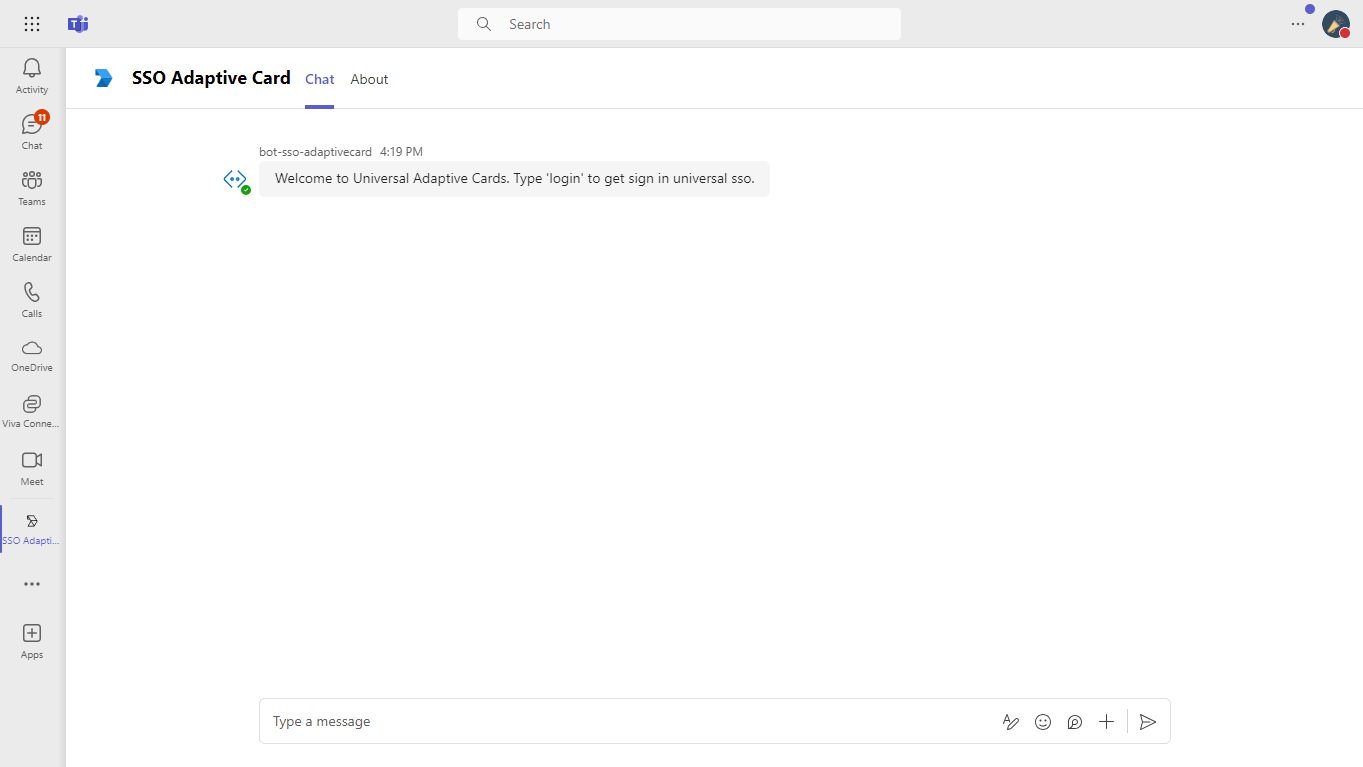 Search
Activity
11
Chat
Teams
Calendar
Calls
OneDrive
Viva Conne...
Meet
SSO Adapti...
Apps
SSO Adaptive Card
Chat
About
bot-sso-adaptivecard 4:19 PM
Welcome to Universal Adaptive Cards. Type 'login' to get sign in universal sso.
Type a message